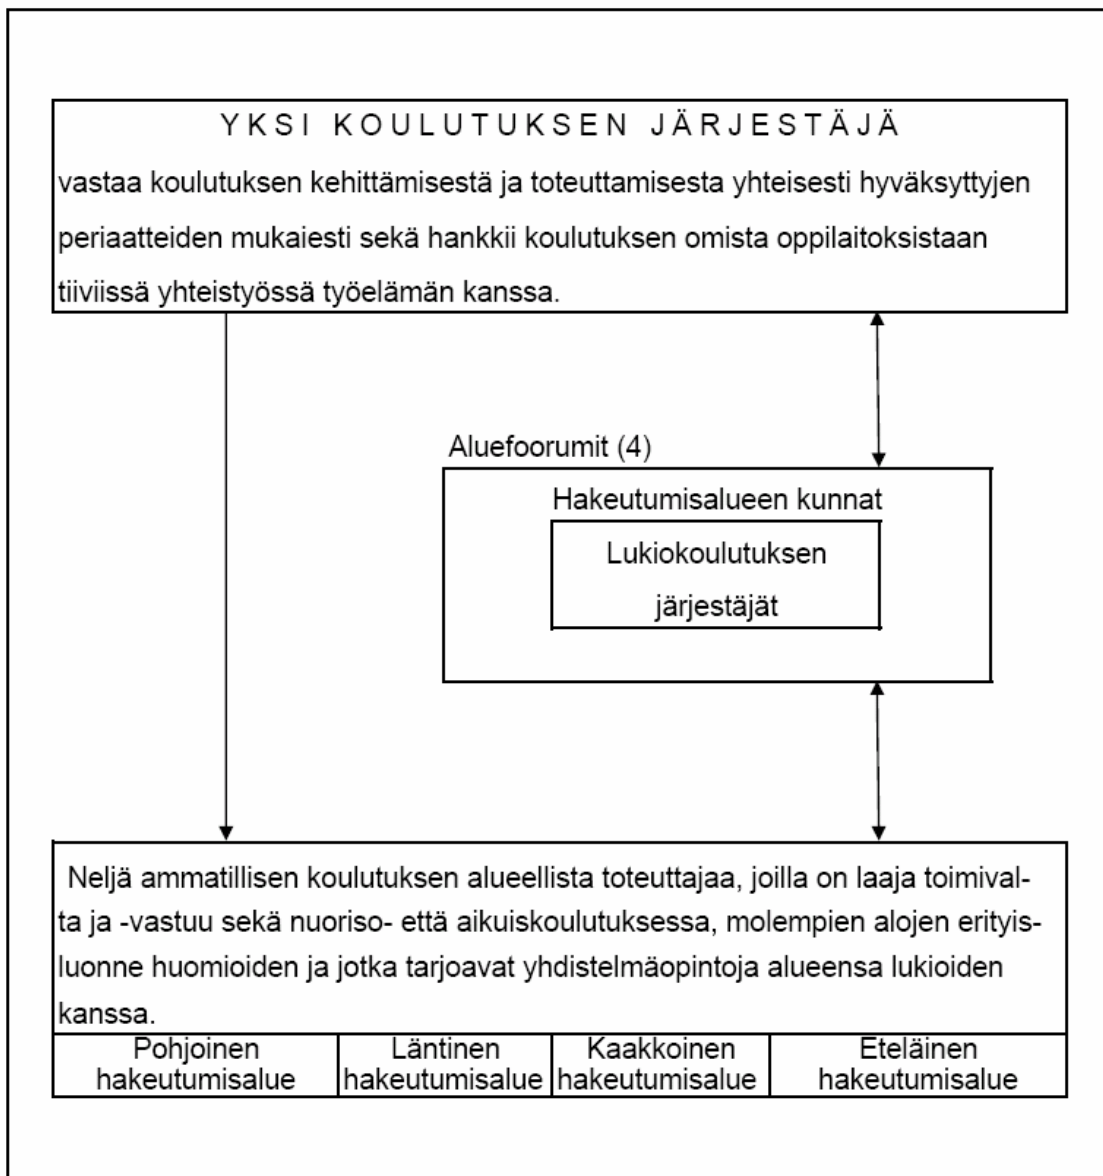 YKSI KOULUTUKSEN JÄRJESTÄJÄ
vastaa koulutuksen kehittämisestä ja toteuttamisesta yhteisesti hyväksyttyjen
periaatteiden mukaiesti sekä hankkii koulutuksen omista oppilaitoksistaan
tiiviissä yhteistyössä työelämän kanssa.
Aluefoorumit (4)
Hakeutumisalueen kunnat
Lukiokoulutuksen
järjestäjät
Neljä ammatillisen koulutuksen alueellista toteuttajaa, joilla on laaja toimival-
ta ja -vastuu sekä nuoriso- että aikuiskoulutuksessa, molempien alojen erityis-
luonne huomioiden ja jotka tarjoavat yhdistelmäopintoja alueensa lukioiden
kanssa.
Pohjoinen
hakeutumisalue
Läntinen
hakeutumisalue
Kaakkoinen
hakeutumisalue
Eteläinen
hakeutumisalue